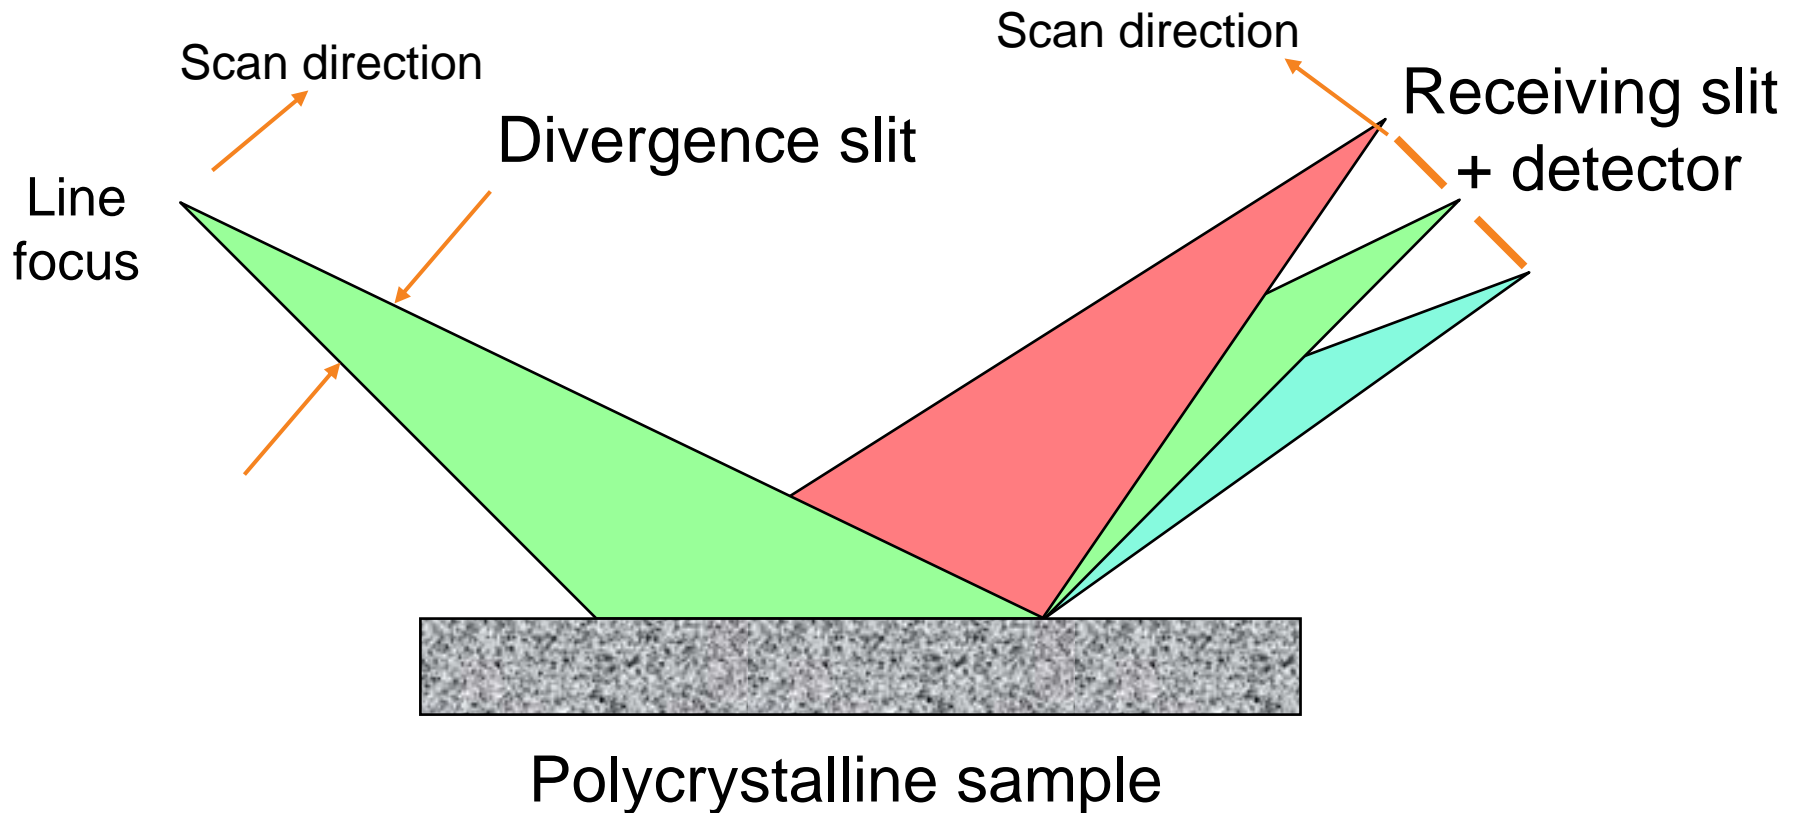 Scan direction
Scan direction
Receiving slit
+ detector
Divergence slit
Line
focus
Polycrystalline sample